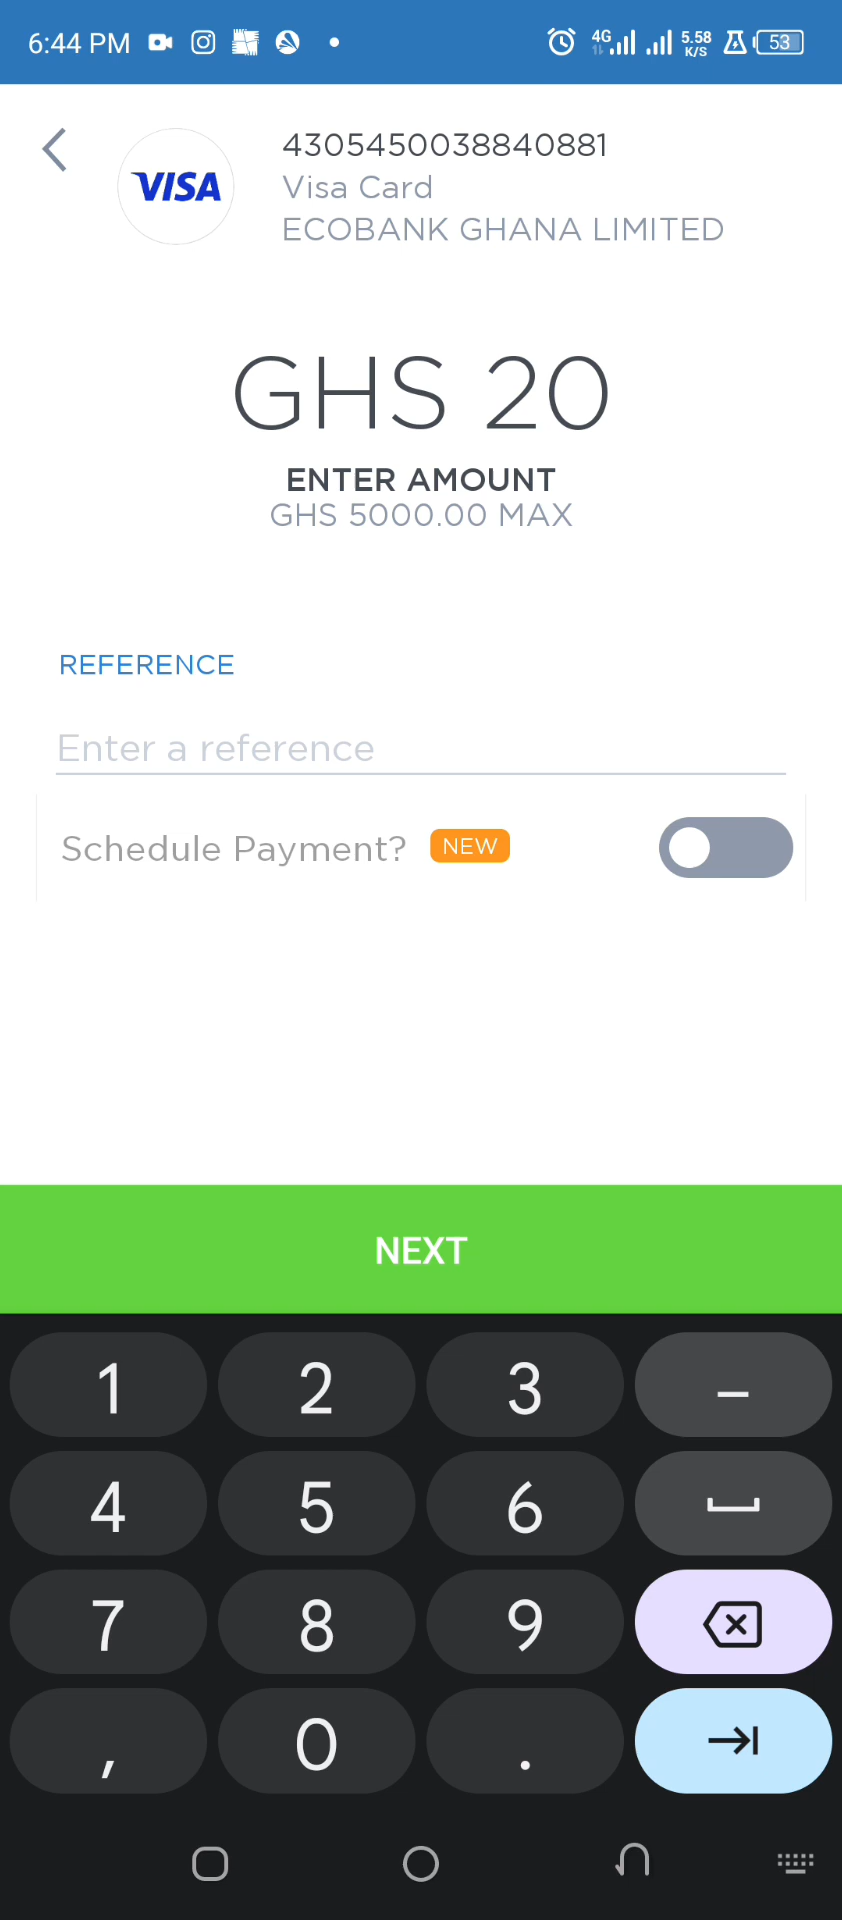 6:44 PM 4G 5.58 K/S 53
4305450038840881
VISA
Visa Card
ECOBANK GHANA LIMITED
GHS 20
ENTER AMOUNT
GHS 5000.00 MAX
REFERENCE
Enter a reference
Schedule Payment? NEW
NEXT
1 2 3 –
4 5 6
7 8 9
, 0 .